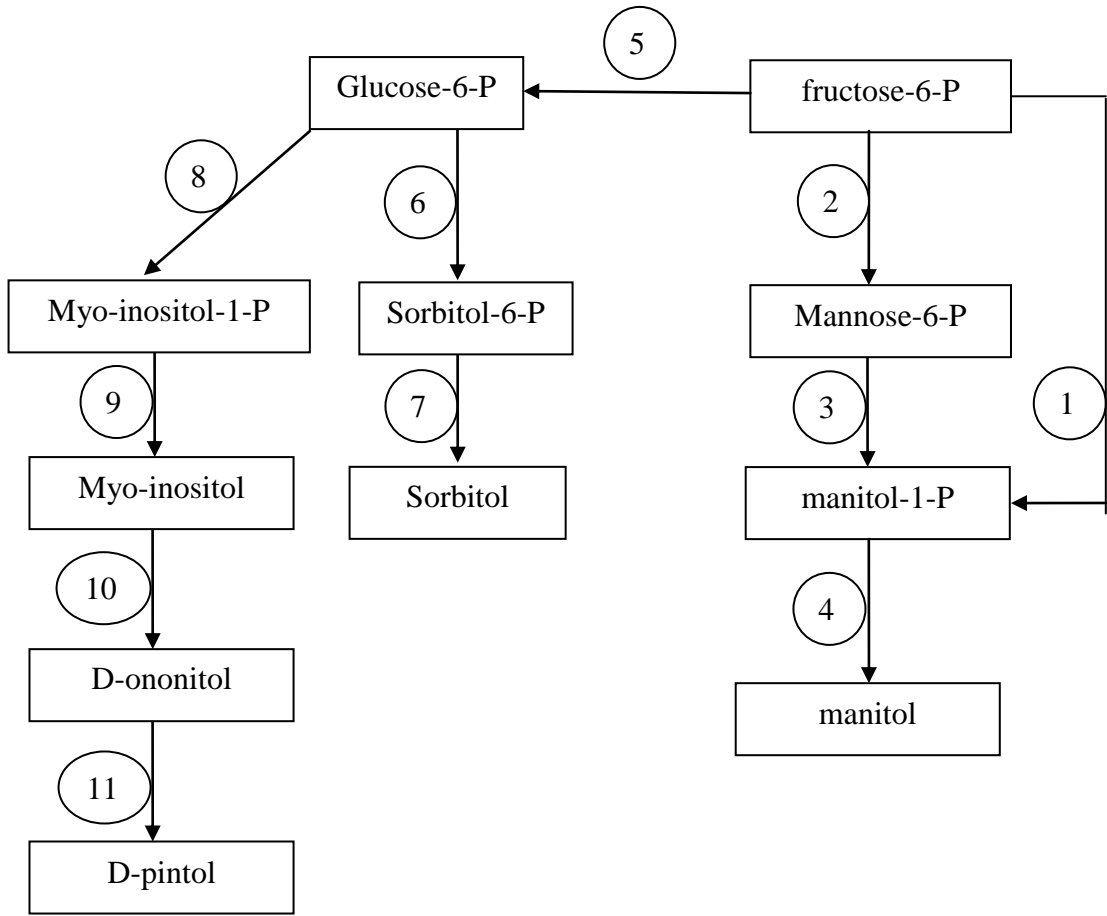 5
Glucose-6-P
fructose-6-P
8
6
2
Myo-inositol-1-P
Sorbitol-6-P
Mannose-6-P
9
7
3
1
Myo-inositol
Sorbitol
manitol-1-P
10
4
D-ononitol
manitol
11
D-pintol